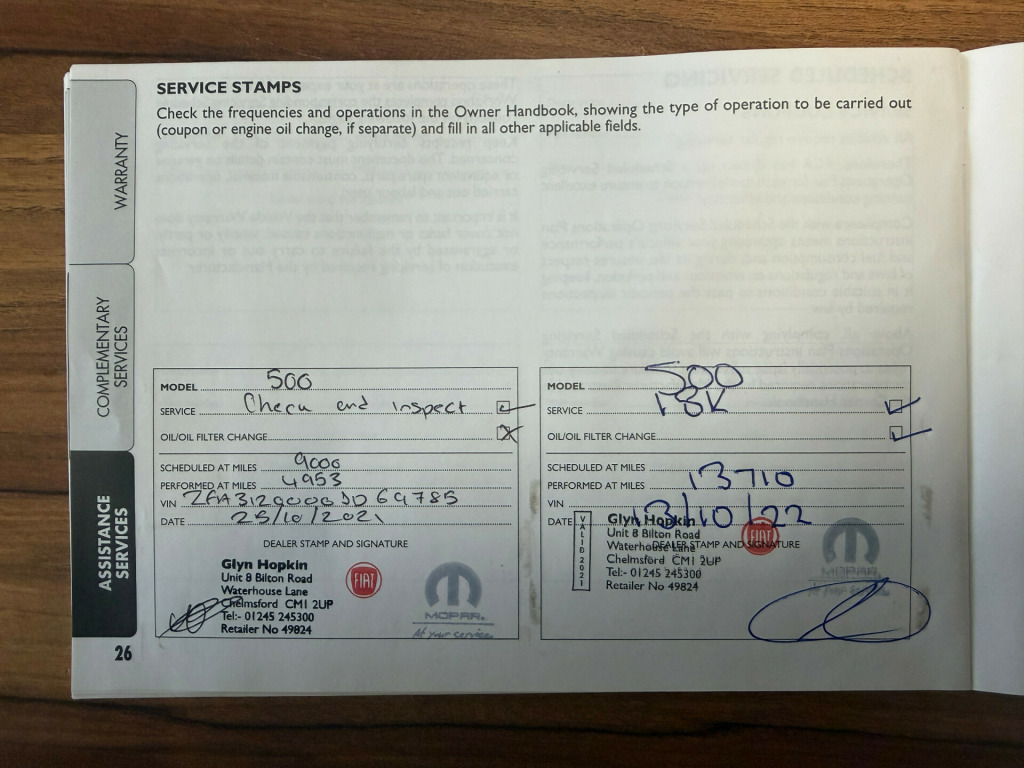 SERVICE STAMPS
Check the frequencies and operations in the Owner Handbook, showing the type of operation to be carried out
(coupon or engine oil change, if separate) and fill in all other applicable fields.
WARRANTY
COMPLEMENTARY
SERVICES
ASSISTANCE
SERVICES
MODEL 500
SERVICE Check and inspect
OIL/OIL FILTER CHANGE
SCHEDULED AT MILES 9000
PERFORMED AT MILES 4953
VIN ZFA3120000JD69785
DATE 25/10/2021
DEALER STAMP AND SIGNATURE
Glyn Hopkin
Unit 8 Bilton Road
Waterhouse Lane
Chelmsford CM1 2UP
Tel:- 01245 245300
Retailer No 49824
FIAT
MOPAR.
At your service.
MODEL 500
SERVICE 18K
OIL/OIL FILTER CHANGE
SCHEDULED AT MILES
PERFORMED AT MILES 13710
VIN
DATE 13/10/22
VALID 2021
DEALER STAMP AND SIGNATURE
Glyn Hopkin
Unit 8 Bilton Road
Waterhouse Lane
Chelmsford CM1 2UP
Tel:- 01245 245300
Retailer No 49824
FIAT
MOPAR.
26